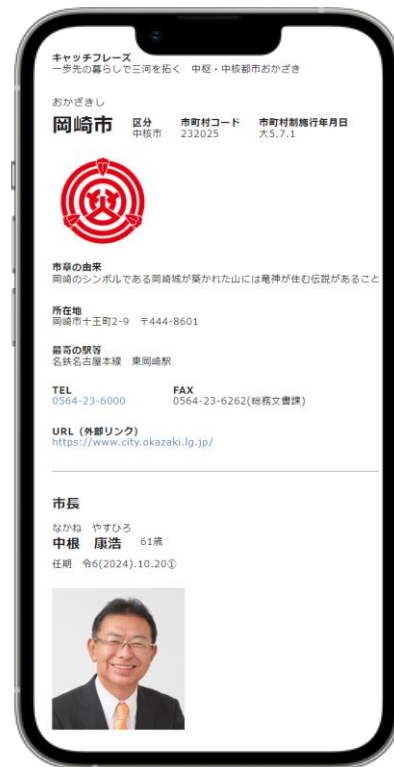 キャッチフレーズ
一歩先の暮らしで三河を拓く　中枢・中核都市おかざき
おかざきし
岡崎市　区分　市町村コード　市町村制施行年月日
中核市　232025　大5.7.1
市章の由来
岡崎のシンボルである岡崎城が築かれた山には竜神が住む伝説があること
所在地
岡崎市十王町2-9　〒444-8601
最寄の駅等
名鉄名古屋本線　東岡崎駅
TEL　FAX
0564-23-6000　0564-23-6262(総務文書課)
URL（外部リンク）
https://www.city.okazaki.lg.jp/
市長
なかね　やすひろ
中根　康浩　61歳
任期　令6(2024).10.20①